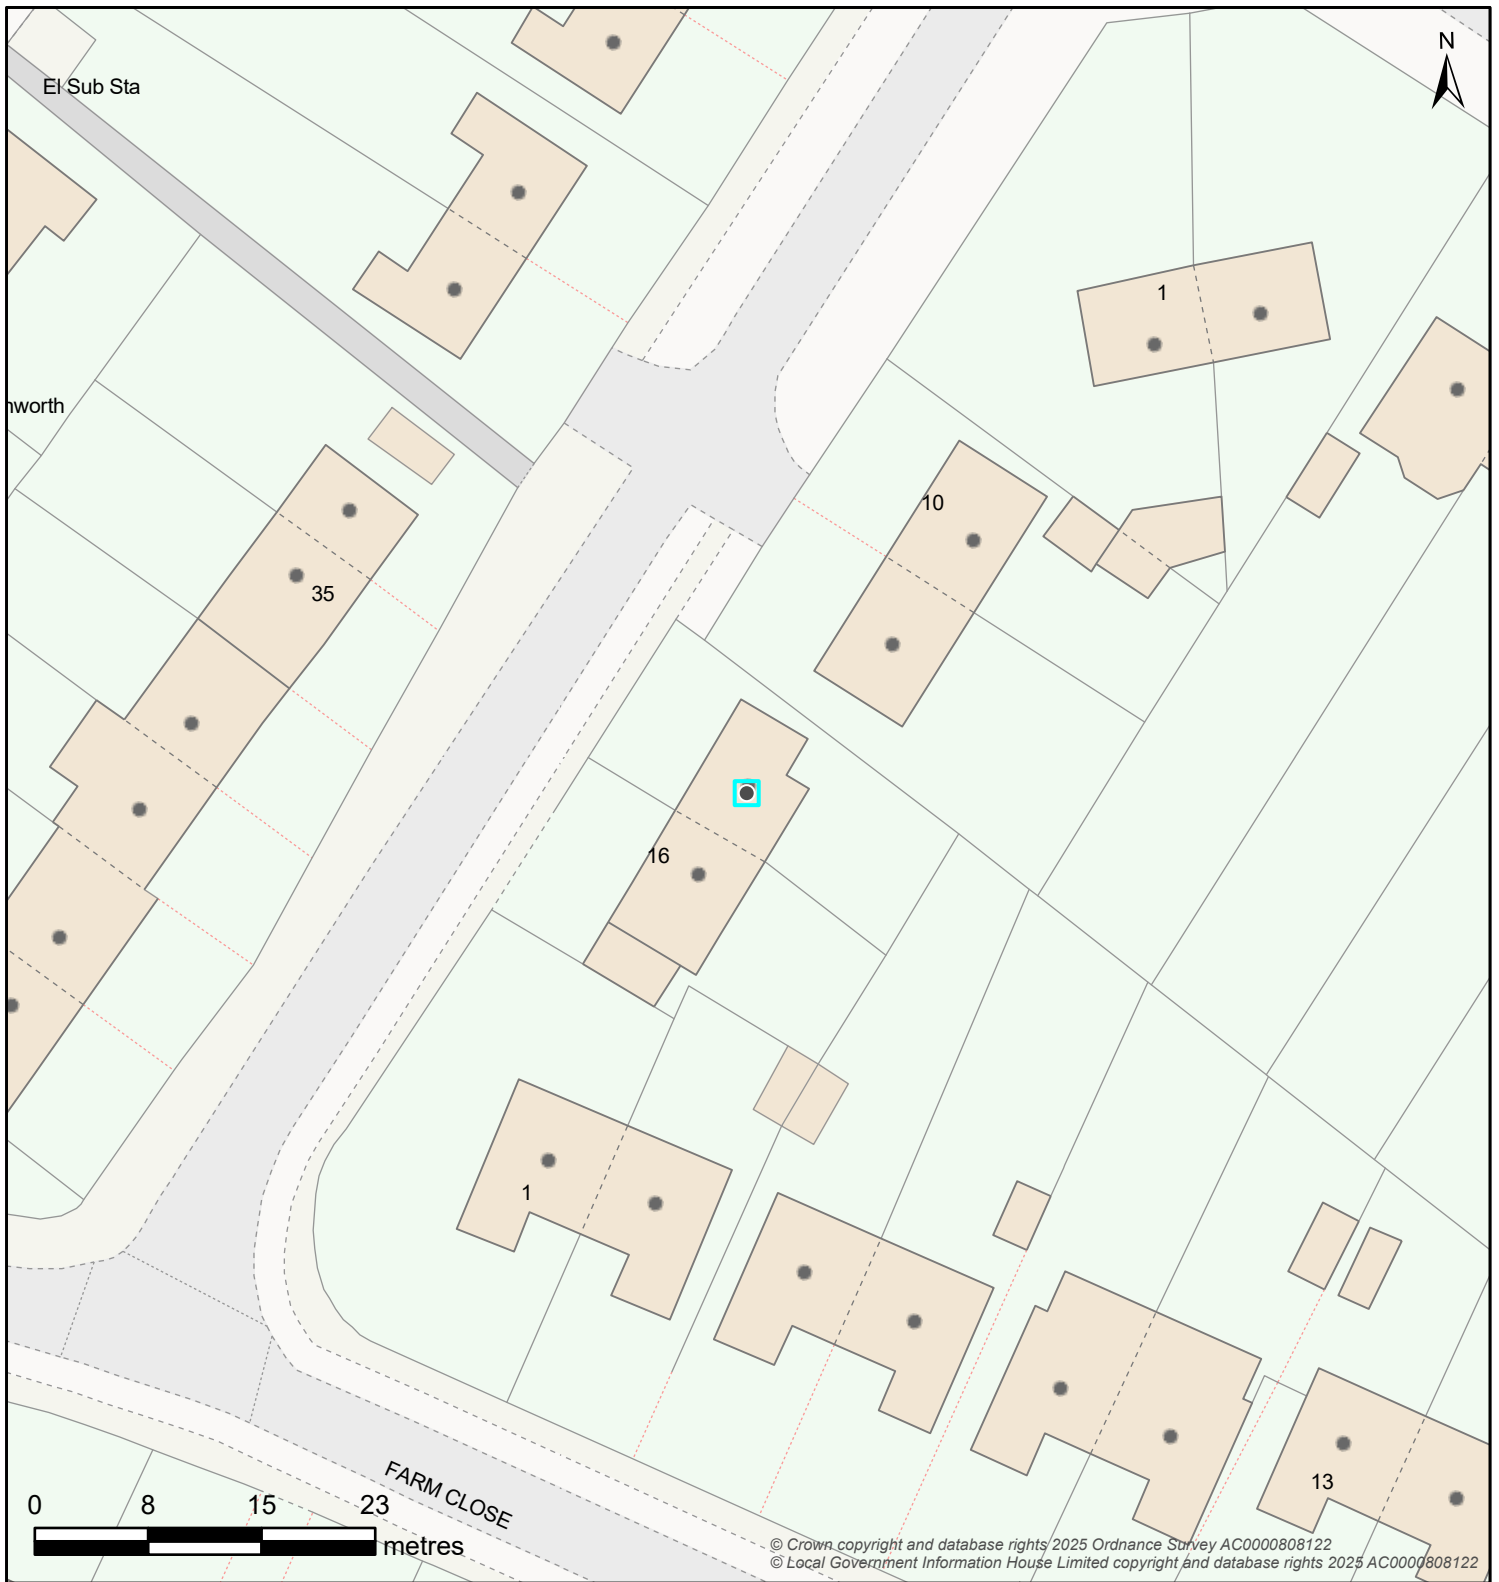 N
El Sub Sta
1
nworth
10
35
16
1
13
FARM CLOSE
0 8 15 23
metres
© Crown copyright and database rights 2025 Ordnance Survey AC0000808122
© Local Government Information House Limited copyright and database rights 2025 AC0000808122